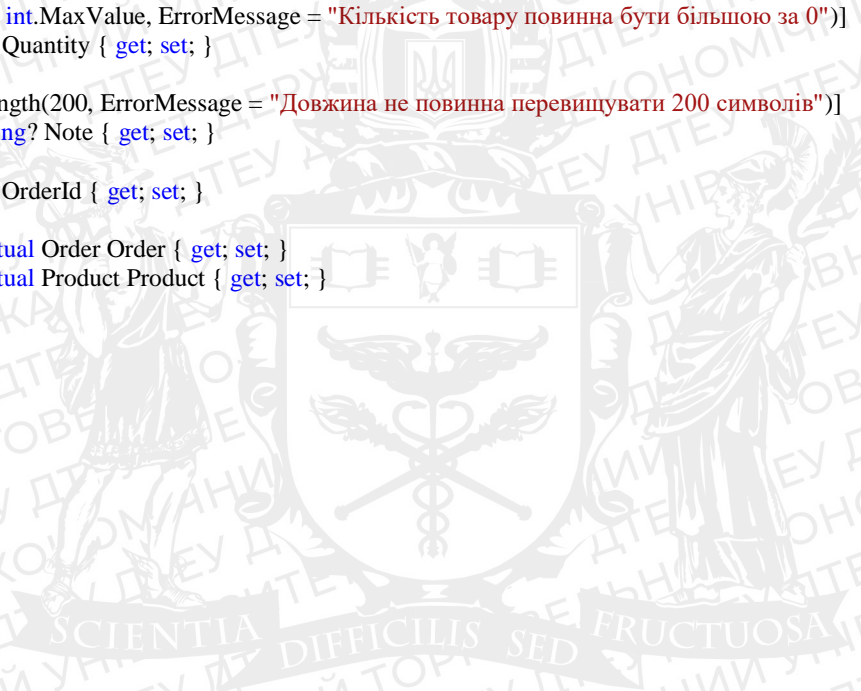 int.MaxValue, ErrorMessage = "Кількість товару повинна бути більшою за 0")]
Quantity { get; set; }
ngth(200, ErrorMessage = "Довжина не повинна перевищувати 200 символів")]
ng? Note { get; set; }
OrderId { get; set; }
tual Order Order { get; set; }
tual Product Product { get; set; }
SCIENTIA DIFFICILIS SED FRUCTUOSA